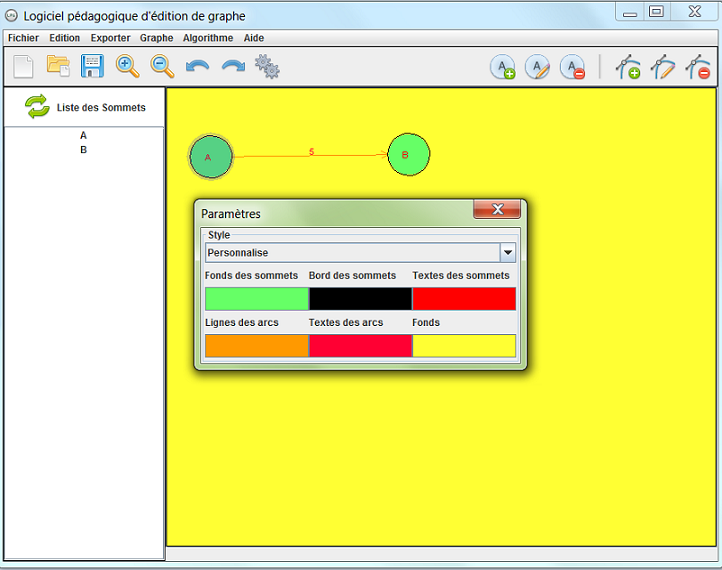 Logiciel pédagogique d'édition de graphe
Fichier Edition Exporter Graphe Algorithme Aide
A A A
Liste des Sommets
A
B
A 5 B
Paramètres
Style
Personnalise
Fonds des sommets Bord des sommets Textes des sommets
Lignes des arcs Textes des arcs Fonds